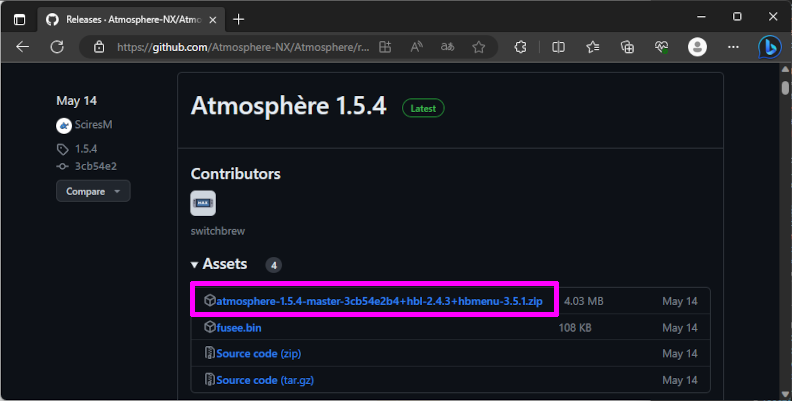 Releases · Atmosphere-NX/Atmo
https://github.com/Atmosphere-NX/Atmosphere/r...
May 14
SciresM
1.5.4
3cb54e2
Compare
Atmosphère 1.5.4 Latest
Contributors
switchbrew
Assets 4
atmosphere-1.5.4-master-3cb54e2b4+hbl-2.4.3+hbmenu-3.5.1.zip 4.03 MB May 14
fusee.bin 108 KB May 14
Source code (zip) May 14
Source code (tar.gz) May 14